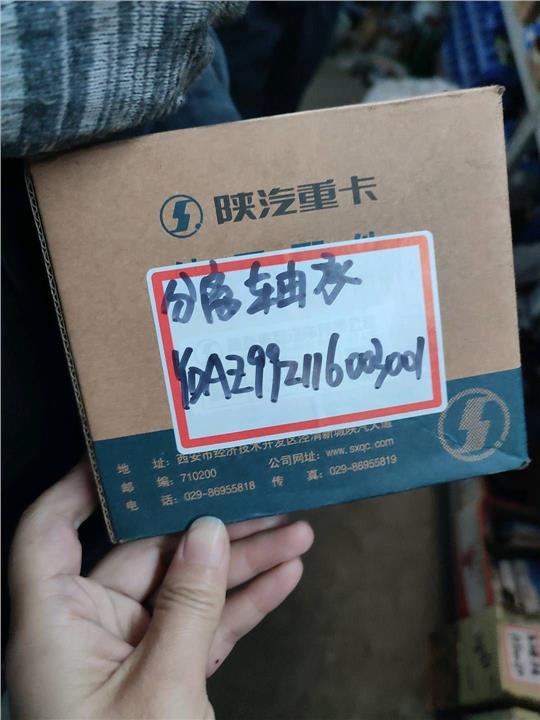 陕汽重卡
分离轴承
YDAZ992116003001
地 址: 西安市经济技术开发区泾渭新城陕汽大道
邮 编: 710200 公司网址: www.sxqc.com
电 话: 029-86955818 传 真: 029-86955819